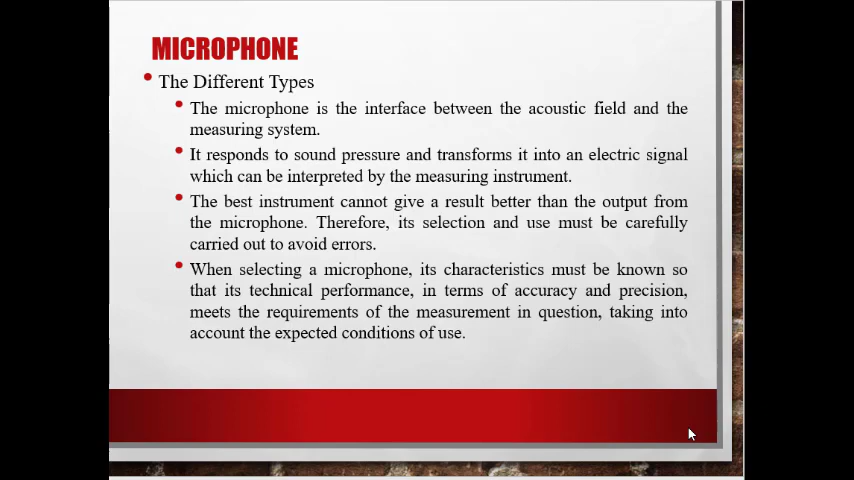 MICROPHONE
• The Different Types
• The microphone is the interface between the acoustic field and the
measuring system.
• It responds to sound pressure and transforms it into an electric signal
which can be interpreted by the measuring instrument.
• The best instrument cannot give a result better than the output from
the microphone. Therefore, its selection and use must be carefully
carried out to avoid errors.
• When selecting a microphone, its characteristics must be known so
that its technical performance, in terms of accuracy and precision,
meets the requirements of the measurement in question, taking into
account the expected conditions of use.